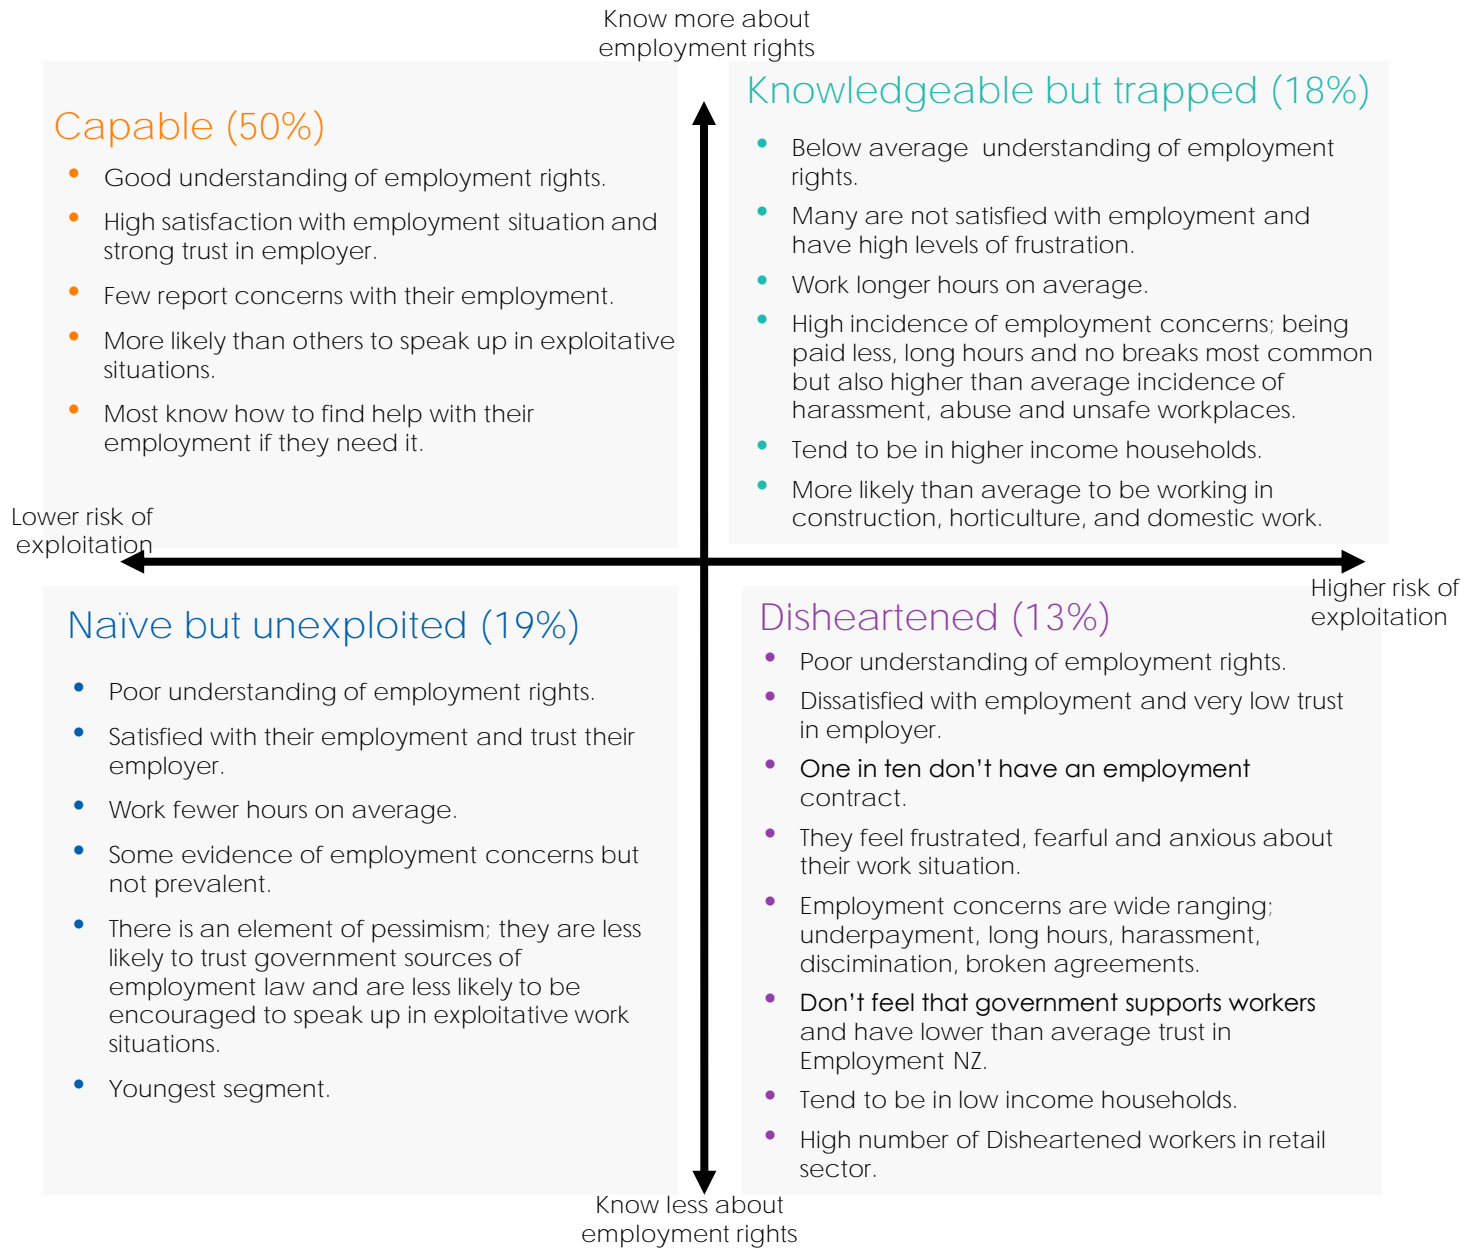 Know more about
employment rights
Capable (50%)
• Good understanding of employment rights.
• High satisfaction with employment situation and
strong trust in employer.
• Few report concerns with their employment.
• More likely than others to speak up in exploitative
situations.
• Most know how to find help with their
employment if they need it.
Knowledgeable but trapped (18%)
• Below average  understanding of employment
rights.
• Many are not satisfied with employment and
have high levels of frustration.
• Work longer hours on average.
• High incidence of employment concerns; being
paid less, long hours and no breaks most common
but also higher than average incidence of
harassment, abuse and unsafe workplaces.
• Tend to be in higher income households.
• More likely than average to be working in
construction, horticulture, and domestic work.
Lower risk of
exploitation
Higher risk of
exploitation
Naïve but unexploited (19%)
• Poor understanding of employment rights.
• Satisfied with their employment and trust their
employer.
• Work fewer hours on average.
• Some evidence of employment concerns but
not prevalent.
• There is an element of pessimism; they are less
likely to trust government sources of
employment law and are less likely to be
encouraged to speak up in exploitative work
situations.
• Youngest segment.
Disheartened (13%)
• Poor understanding of employment rights.
• Dissatisfied with employment and very low trust
in employer.
• One in ten don’t have an employment
contract.
• They feel frustrated, fearful and anxious about
their work situation.
• Employment concerns are wide ranging;
underpayment, long hours, harassment,
discimination, broken agreements.
• Don’t feel that government supports workers
and have lower than average trust in
Employment NZ.
• Tend to be in low income households.
• High number of Disheartened workers in retail
sector.
Know less about
employment rights